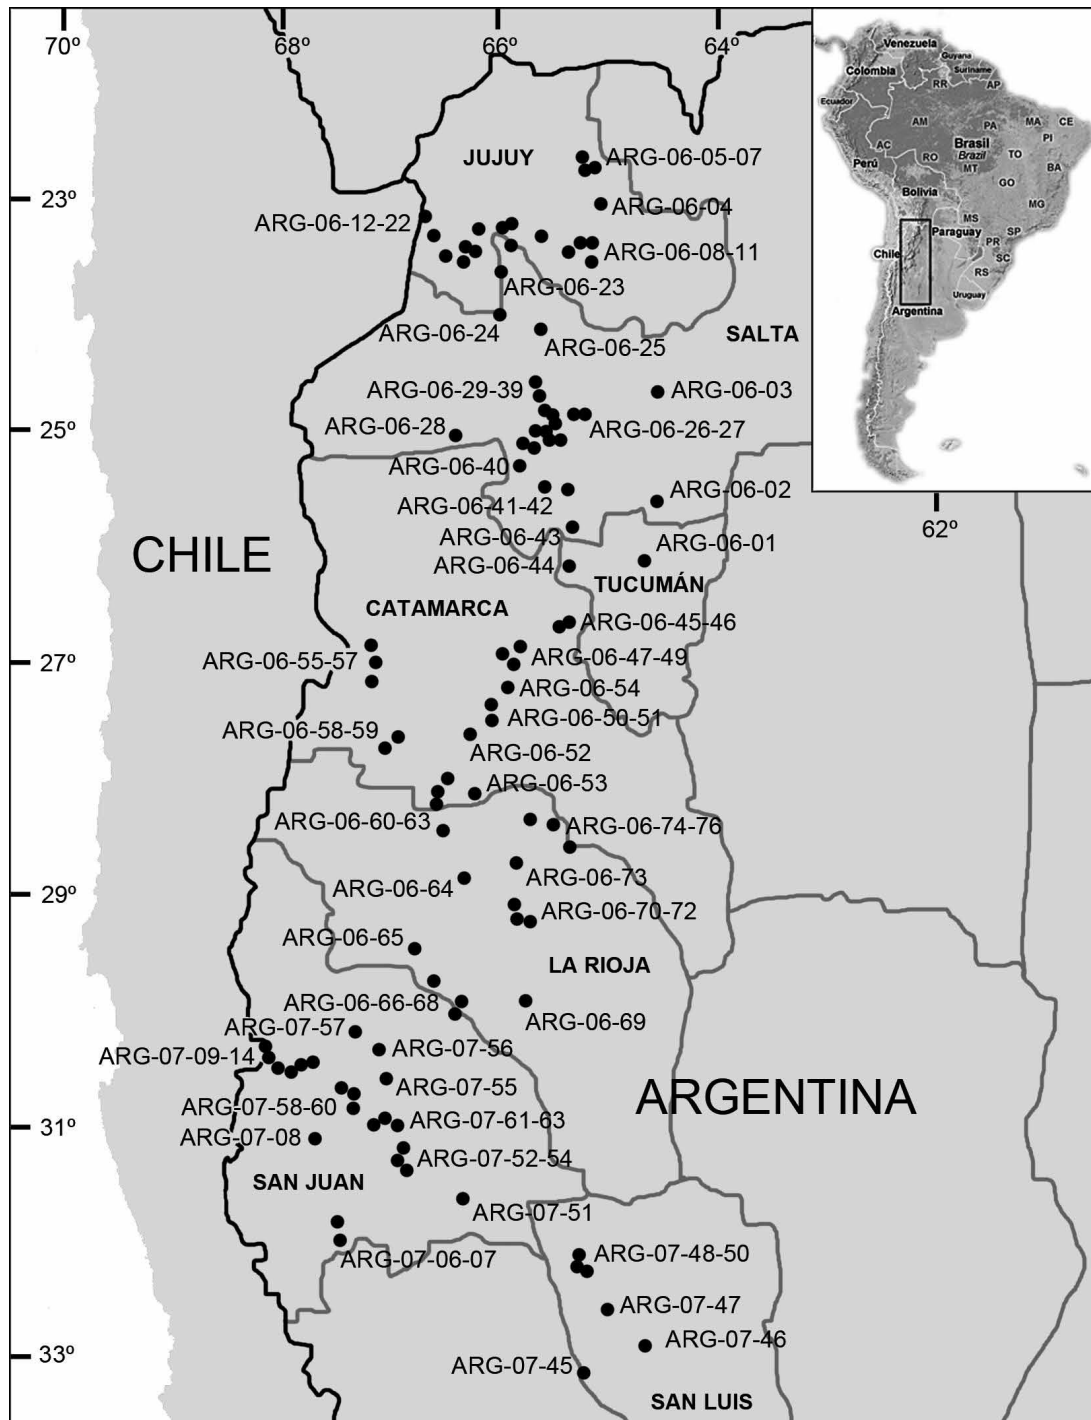 70º
68º
66º
64º
Venezuela
Guyana
Suriname
Colombia
RR
AP
Ecuador
AM
PA
MA
CE
PI
AC
Brasil
Brazil
TO
Perú
RO
MT
BA
GO
Bolivia
MG
MS
Paraguay
SP
PR
Chile
SC
RS
Uruguay
Argentina
JUJUY
ARG-06-05-07
23º
ARG-06-04
ARG-06-12-22
ARG-06-08-11
ARG-06-23
ARG-06-24
SALTA
ARG-06-25
ARG-06-29-39
ARG-06-03
25º
ARG-06-28
ARG-06-26-27
ARG-06-40
ARG-06-02
ARG-06-41-42
62º
ARG-06-43
ARG-06-01
CHILE
ARG-06-44
TUCUMÁN
CATAMARCA
ARG-06-45-46
27º
ARG-06-55-57
ARG-06-47-49
ARG-06-54
ARG-06-50-51
ARG-06-58-59
ARG-06-52
ARG-06-53
ARG-06-60-63
ARG-06-74-76
ARG-06-73
29º
ARG-06-64
ARG-06-70-72
ARG-06-65
LA RIOJA
ARG-06-66-68
ARG-06-69
ARG-07-57
ARG-07-56
ARG-07-09-14
ARG-07-55
ARGENTINA
ARG-07-58-60
31º
ARG-07-61-63
ARG-07-08
ARG-07-52-54
SAN JUAN
ARG-07-51
ARG-07-06-07
ARG-07-48-50
ARG-07-47
ARG-07-46
33º
ARG-07-45
SAN LUIS